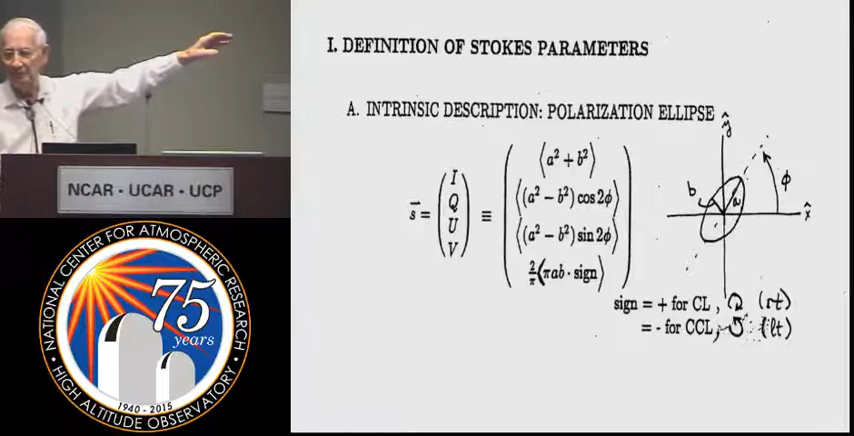 I. DEFINITION OF STOKES PARAMETERS
A. INTRINSIC DESCRIPTION: POLARIZATION ELLIPSE
s⃗ = (I Q U V) ≡
⟨a² + b²⟩
⟨(a² − b²) cos 2ϕ⟩
⟨(a² − b²) sin 2ϕ⟩
2/π ⟨πab · sign⟩
ŷ
b
a
ϕ
x̂
sign = + for CL, ↻ (rt)
= - for CCL, ↺ (lt)
NCAR · UCAR · UCP
NATIONAL CENTER FOR ATMOSPHERIC RESEARCH
75
years
1940 - 2015
HIGH ALTITUDE OBSERVATORY